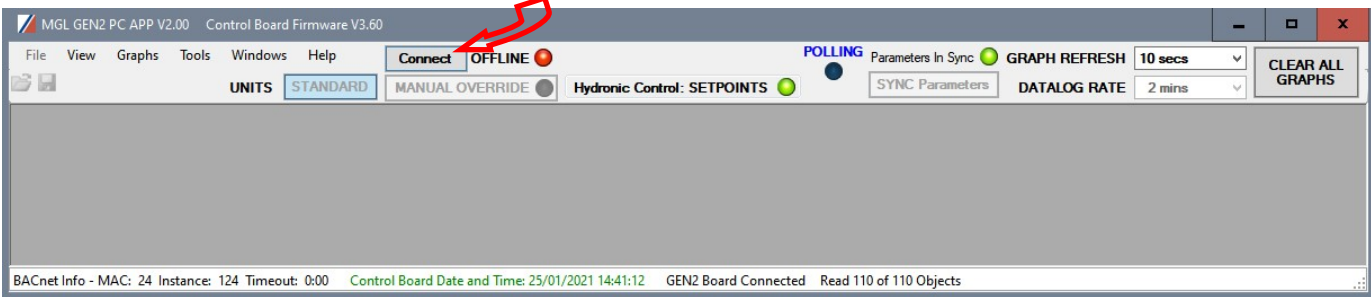 MGL GEN2 PC APP V2.00 Control Board Firmware V3.60
File View Graphs Tools Windows Help Connect OFFLINE POLLING Parameters In Sync GRAPH REFRESH 10 secs CLEAR ALL GRAPHS
UNITS STANDARD MANUAL OVERRIDE Hydronic Control: SETPOINTS SYNC Parameters DATALOG RATE 2 mins
BACnet Info - MAC: 24 Instance: 124 Timeout: 0:00 Control Board Date and Time: 25/01/2021 14:41:12 GEN2 Board Connected Read 110 of 110 Objects